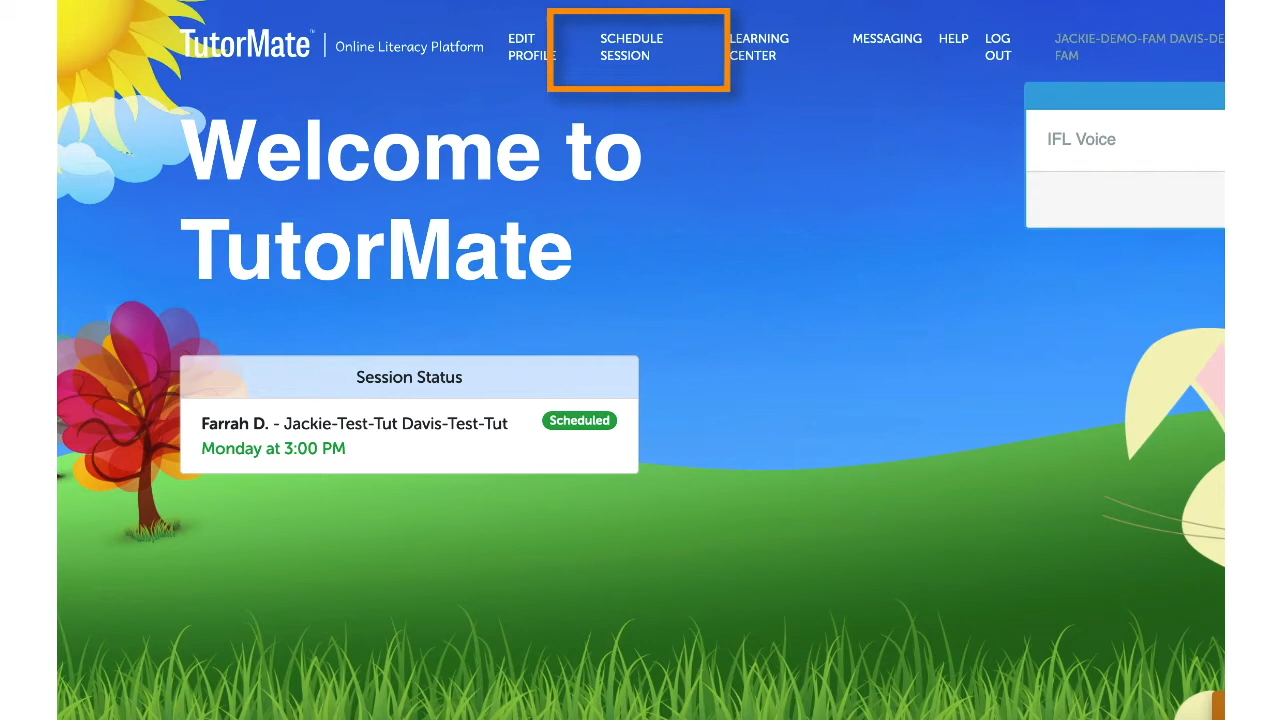 TutorMate™ | Online Literacy Platform
EDIT PROFILE
SCHEDULE SESSION
LEARNING CENTER
MESSAGING
HELP
LOG OUT
JACKIE-DEMO-FAM DAVIS-DE
FAM
IFL Voice
Welcome to
TutorMate
Session Status
Farrah D. - Jackie-Test-Tut Davis-Test-Tut Scheduled
Monday at 3:00 PM